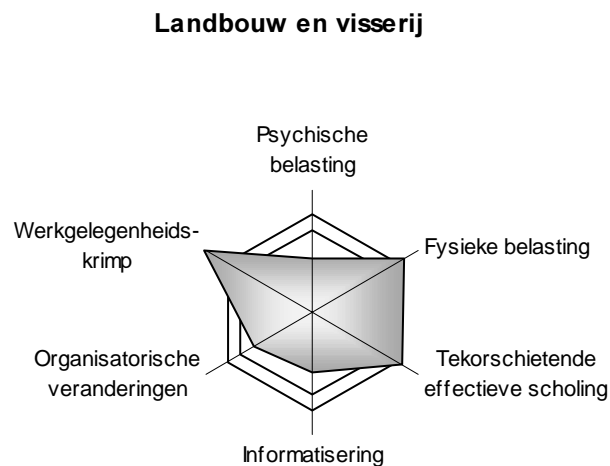 Landbouw en visserij
Psychische
belasting
Werkgelegenheids-
krimp
Fysieke belasting
Organisatorische
veranderingen
Tekorschietende
effectieve scholing
Informatisering